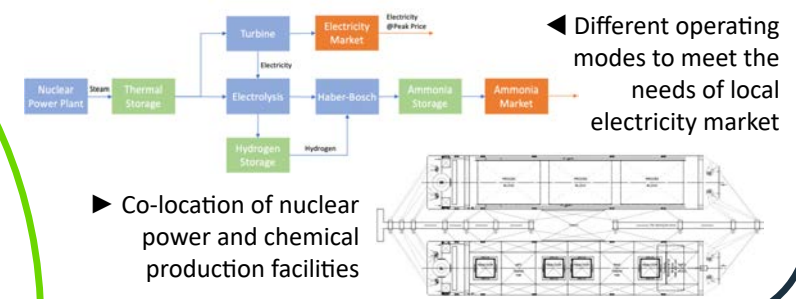 Electricity
@Peak Price
Turbine
Electricity
Market
Electricity
Nuclear
Power Plant
Steam
Thermal
Storage
Electrolysis
Haber-Bosch
Ammonia
Storage
Ammonia
Market
Hydrogen
Storage
Hydrogen
◀ Different operating
modes to meet the
needs of local
electricity market
▶ Co-location of nuclear
power and chemical
production facilities